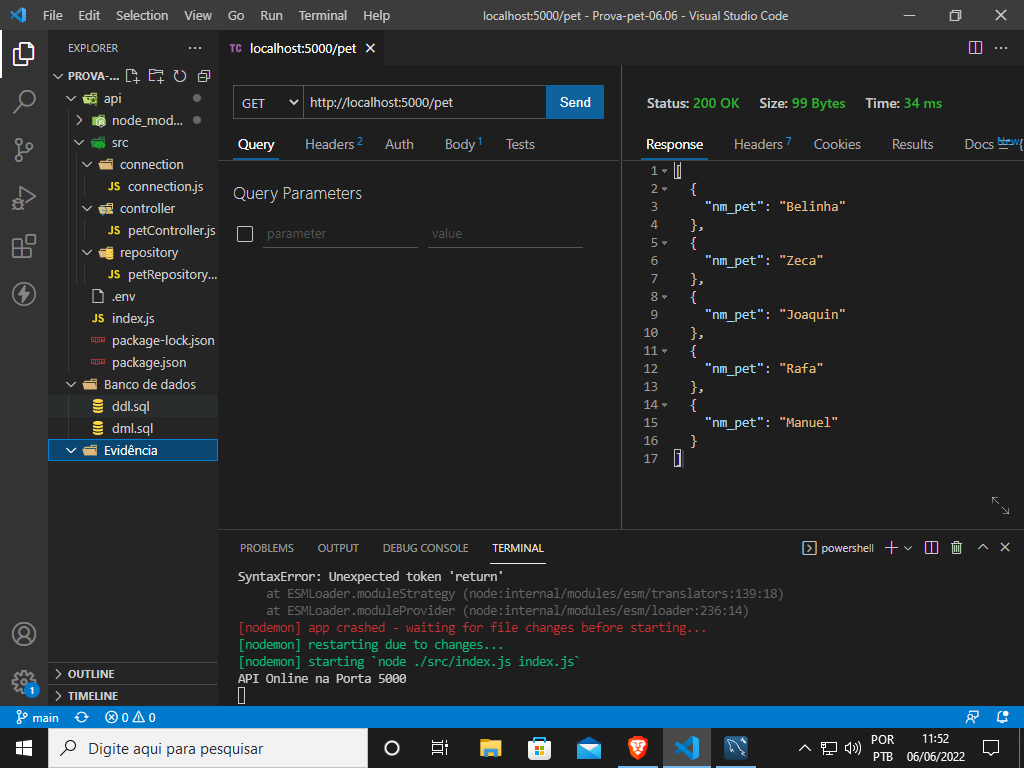 File Edit Selection View Go Run Terminal Help localhost:5000/pet - Prova-pet-06.06 - Visual Studio Code
EXPLORER
PROVA-...
api
node_mod...
src
connection
JS connection.js
controller
JS petController.js
repository
JS petRepository...
.env
JS index.js
package-lock.json
package.json
Banco de dados
ddl.sql
dml.sql
Evidência
OUTLINE
TIMELINE
TC localhost:5000/pet
GET http://localhost:5000/pet Send
Query Headers 2 Auth Body 1 Tests
Query Parameters
parameter value
Status: 200 OK Size: 99 Bytes Time: 34 ms
Response Headers 7 Cookies Results Docs New {
1 [
2 {
3 "nm_pet": "Belinha"
4 },
5 {
6 "nm_pet": "Zeca"
7 },
8 {
9 "nm_pet": "Joaquin"
10 },
11 {
12 "nm_pet": "Rafa"
13 },
14 {
15 "nm_pet": "Manuel"
16 }
17 ]
PROBLEMS OUTPUT DEBUG CONSOLE TERMINAL powershell
SyntaxError: Unexpected token 'return'
at ESMLoader.moduleStrategy (node:internal/modules/esm/translators:139:18)
at ESMLoader.moduleProvider (node:internal/modules/esm/loader:236:14)
[nodemon] app crashed - waiting for file changes before starting...
[nodemon] restarting due to changes...
[nodemon] starting `node ./src/index.js index.js`
API Online na Porta 5000
1
main 0 0
Digite aqui para pesquisar
POR
PTB
11:52
06/06/2022